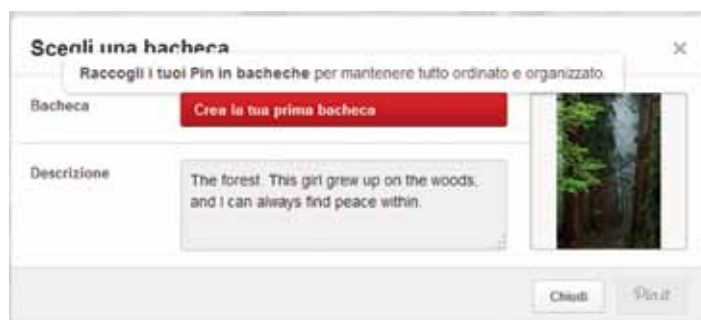 Scegli una bacheca
Raccogli i tuoi Pin in bacheche per mantenere tutto ordinato e organizzato.
Bacheca
Crea la tua prima bacheca
Descrizione
The forest. This girl grew up on the woods,
and I can always find peace within.
Chiudi
Pin it